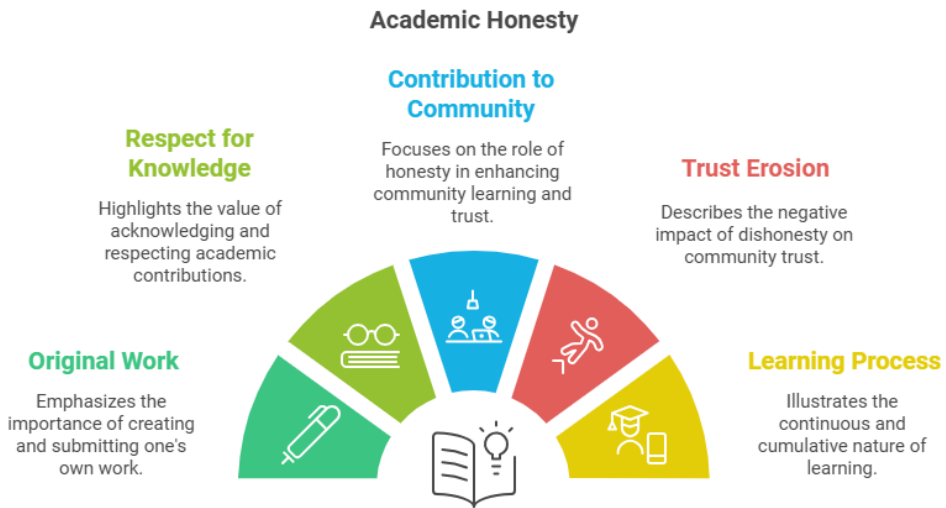 Academic Honesty
Contribution to
Community
Focuses on the role of
honesty in enhancing
community learning and
trust.
Respect for
Knowledge
Highlights the value of
acknowledging and
respecting academic
contributions.
Trust Erosion
Describes the negative
impact of dishonesty on
community trust.
Original Work
Emphasizes the
importance of creating
and submitting one's
own work.
Learning Process
Illustrates the
continuous and
cumulative nature of
learning.